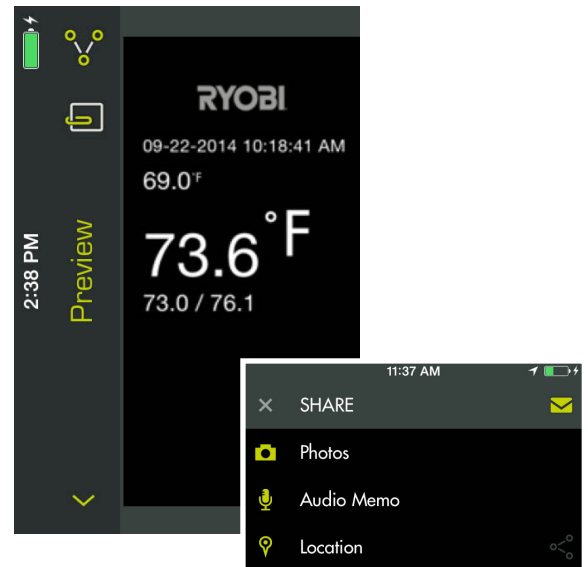 2:38 PM
Preview
RYOBI
09-22-2014 10:18:41 AM
69.0°F
73.6°F
73.0 / 76.1
11:37 AM
SHARE
Photos
Audio Memo
Location